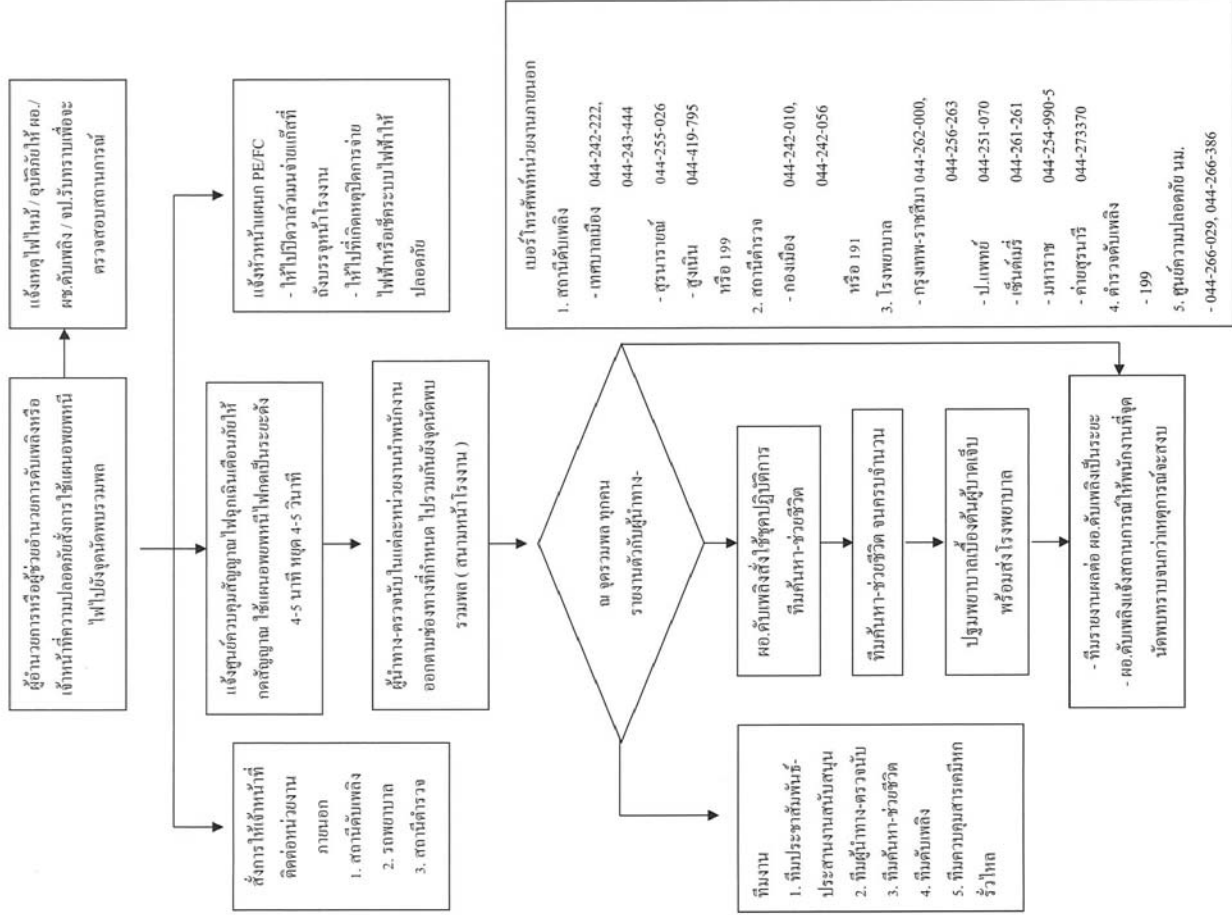 ผู้อำนวยการหรือผู้ช่วยอำนวยการดับเพลิงหรือ
เจ้าหน้าที่ความปลอดภัยสั่งการใช้แผนอพยพหนี
ไฟไปยังจุดนัดพบรวมพล
แจ้งเหตุไฟไหม้ / อุบัติภัยให้ ผอ./
ผช.ดับเพลิง / จป.รับทราบเพื่อจะ
ตรวจสอบสถานการณ์
สั่งการให้เจ้าหน้าที่
ติดต่อหน่วยงาน
ภายนอก
1. สถานีดับเพลิง
2. รถพยาบาล
3. สถานีตำรวจ
แจ้งศูนย์ควบคุมสัญญาณไฟฉุกเฉินเตือนภัยให้
กดสัญญาณ ใช้แผนอพยพหนีไฟกดเป็นระยะดัง
4-5 นาที หยุด 4-5 วินาที
แจ้งหัวหน้าแผนก PE/FC
- ให้ไปปิดวาล์วเมนจ่ายแก๊สที่
ถังบรรจุหน้าโรงงาน
- ให้ไปที่เกิดเหตุปิดการจ่าย
ไฟฟ้าหรือเช็คระบบไฟฟ้าให้
ปลอดภัย
ผู้นำทาง-ตรวจนับในแต่ละหน่วยงานนำพนักงาน
ออกตามช่องทางที่กำหนด ไปรวมกันยังจุดนัดพบ
รวมพล ( สนามหน้าโรงงาน )
ณ จุดรวมพล ทุกคน
รายงานตัวกับผู้นำทาง-
ทีมงาน
1. ทีมประชาสัมพันธ์-
ประสานงานสนับสนุน
2. ทีมผู้นำทาง-ตรวจนับ
3. ทีมค้นหา-ช่วยชีวิต
4. ทีมดับเพลิง
5. ทีมควบคุมสารเคมีหก
รั่วไหล
ผอ.ดับเพลิงสั่งใช้ชุดปฏิบัติการ
ทีมค้นหา-ช่วยชีวิต
ทีมค้นหา-ช่วยชีวิต จนครบจำนวน
ปฐมพยาบาลเบื้องต้นผู้บาดเจ็บ
พร้อมส่งโรงพยาบาล
- ทีมรายงานผลต่อ ผอ.ดับเพลิงเป็นระยะ
- ผอ.ดับเพลิงแจ้งสถานการณ์ให้พนักงานที่จุด
นัดพบทราบจนกว่าเหตุการณ์จะสงบ
เบอร์โทรศัพท์หน่วยงานภายนอก
1. สถานีดับเพลิง
- เทศบาลเมือง 044-242-222,
044-243-444
- สุรนารายณ์ 044-255-026
- สูงเนิน 044-419-795
หรือ 199
2. สถานีตำรวจ
- กองเมือง 044-242-010,
044-242-056
หรือ 191
3. โรงพยาบาล
- กรุงเทพ-ราชสีมา 044-262-000,
044-256-263
- ป.แพทย์ 044-251-070
- เซ็นต์เมรี่ 044-261-261
- มหาราช 044-254-990-5
- ค่ายสุรนารี 044-273370
4. ตำรวจดับเพลิง
- 199
5. ศูนย์ความปลอดภัย นม.
- 044-266-029, 044-266-386